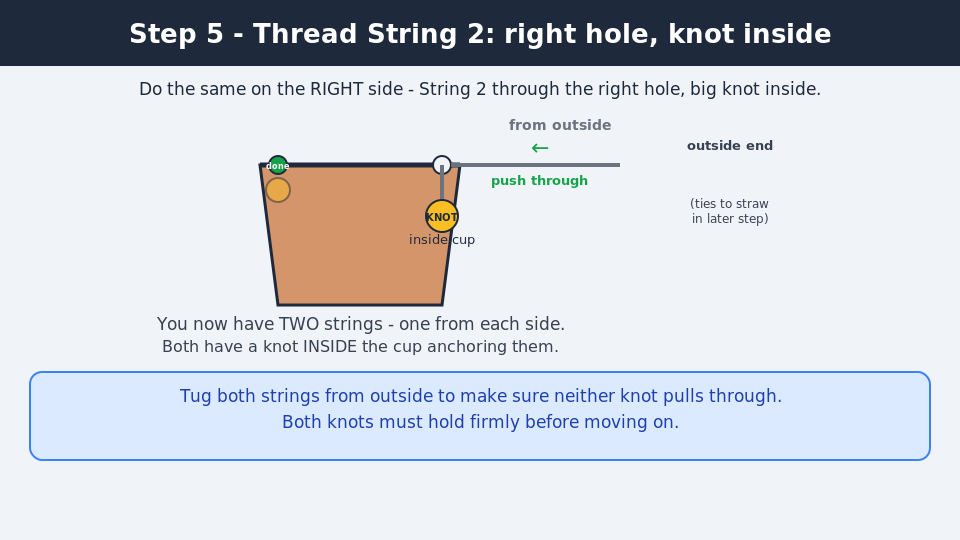 Step 5 - Thread String 2: right hole, knot inside
Do the same on the RIGHT side - String 2 through the right hole, big knot inside.
from outside
←
outside end
done
push through
(ties to straw
in later step)
KNOT
inside cup
You now have TWO strings - one from each side.
Both have a knot INSIDE the cup anchoring them.
Tug both strings from outside to make sure neither knot pulls through.
Both knots must hold firmly before moving on.